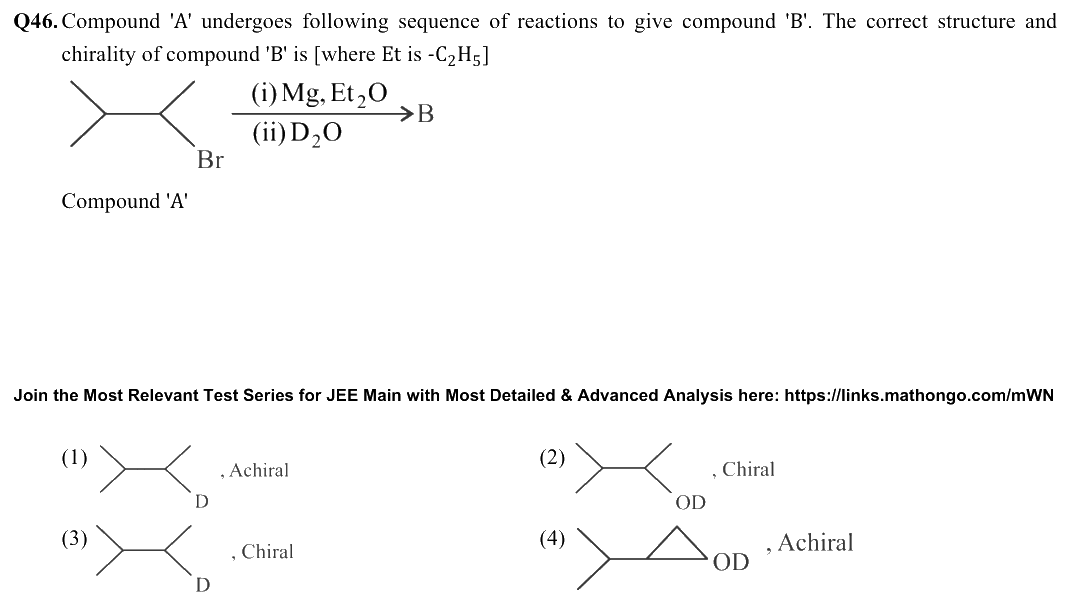 Q46. Compound 'A' undergoes following sequence of reactions to give compound 'B'. The correct structure and
chirality of compound 'B' is [where Et is -C₂H₅]
(i) Mg, Et₂O
B
(ii) D₂O
Br
Compound 'A'
Join the Most Relevant Test Series for JEE Main with Most Detailed & Advanced Analysis here: https://links.mathongo.com/mWN
(1) , Achiral
D
(2) , Chiral
OD
(3) , Chiral
D
(4) , Achiral
OD